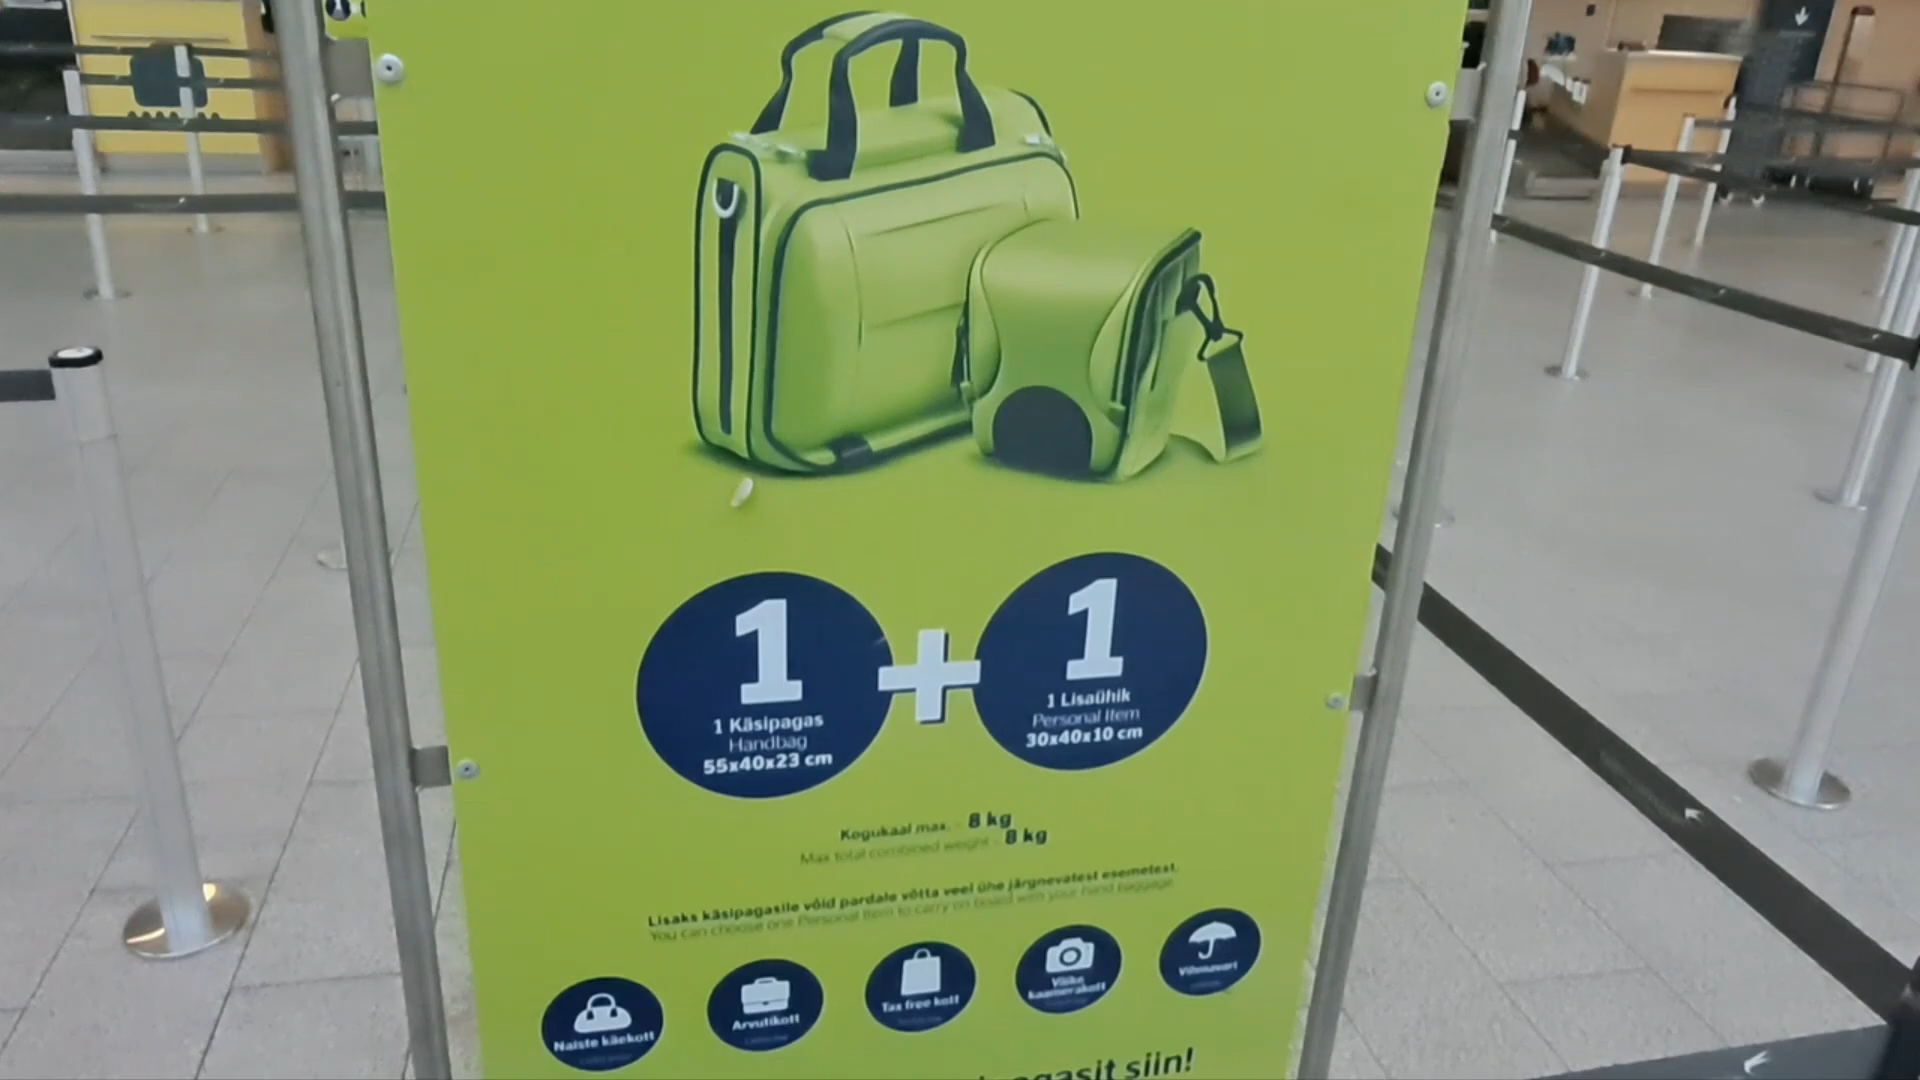 1
1 Käsipagas
Handbag
55x40x23 cm
+
1
1 Lisaühik
Personal Item
30x40x10 cm
Kogukaal max. - 8 kg
Max total combined weight - 8 kg
Lisaks käsipagasile võid pardale võtta veel ühe järgnevatest esemetest.
You can choose one Personal Item to carry on board with your hand baggage
Naiste käekott
Arvutikott
Tax free kott
Väike
kaamerakott
Vihmavari
siin!